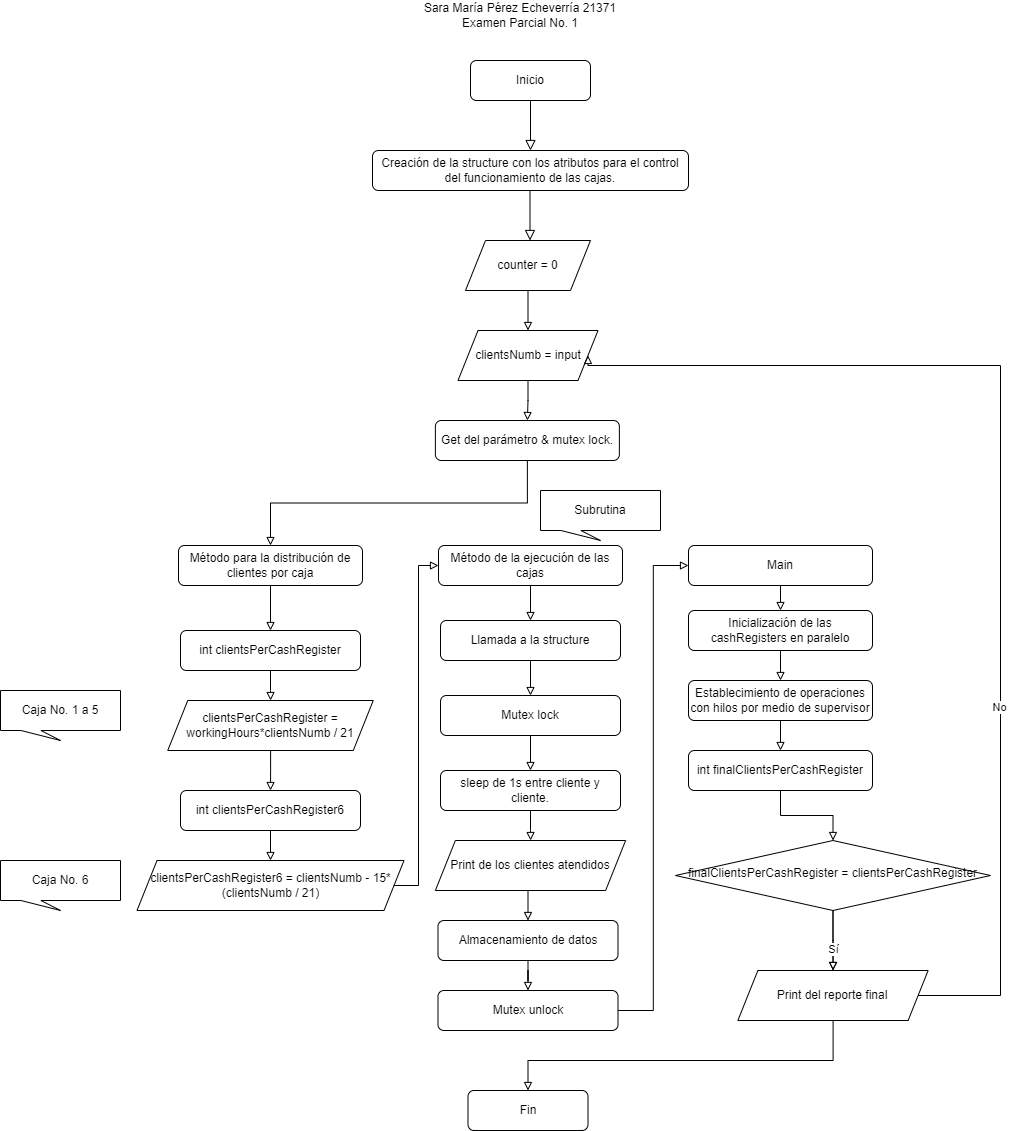 Sara María Pérez Echeverría 21371
Examen Parcial No. 1
Inicio
Creación de la structure con los atributos para el control
del funcionamiento de las cajas.
counter = 0
clientsNumb = input
Get del parámetro & mutex lock.
Subrutina
Método para la distribución de
clientes por caja
int clientsPerCashRegister
Caja No. 1 a 5
clientsPerCashRegister =
workingHours*clientsNumb / 21
int clientsPerCashRegister6
Caja No. 6
clientsPerCashRegister6 = clientsNumb - 15*
(clientsNumb / 21)
Método de la ejecución de las
cajas
Llamada a la structure
Mutex lock
sleep de 1s entre cliente y
cliente.
Print de los clientes atendidos
Almacenamiento de datos
Mutex unlock
Main
Inicialización de las
cashRegisters en paralelo
Establecimiento de operaciones
con hilos por medio de supervisor
int finalClientsPerCashRegister
finalClientsPerCashRegister = clientsPerCashRegister
No
Sí
Print del reporte final
Fin